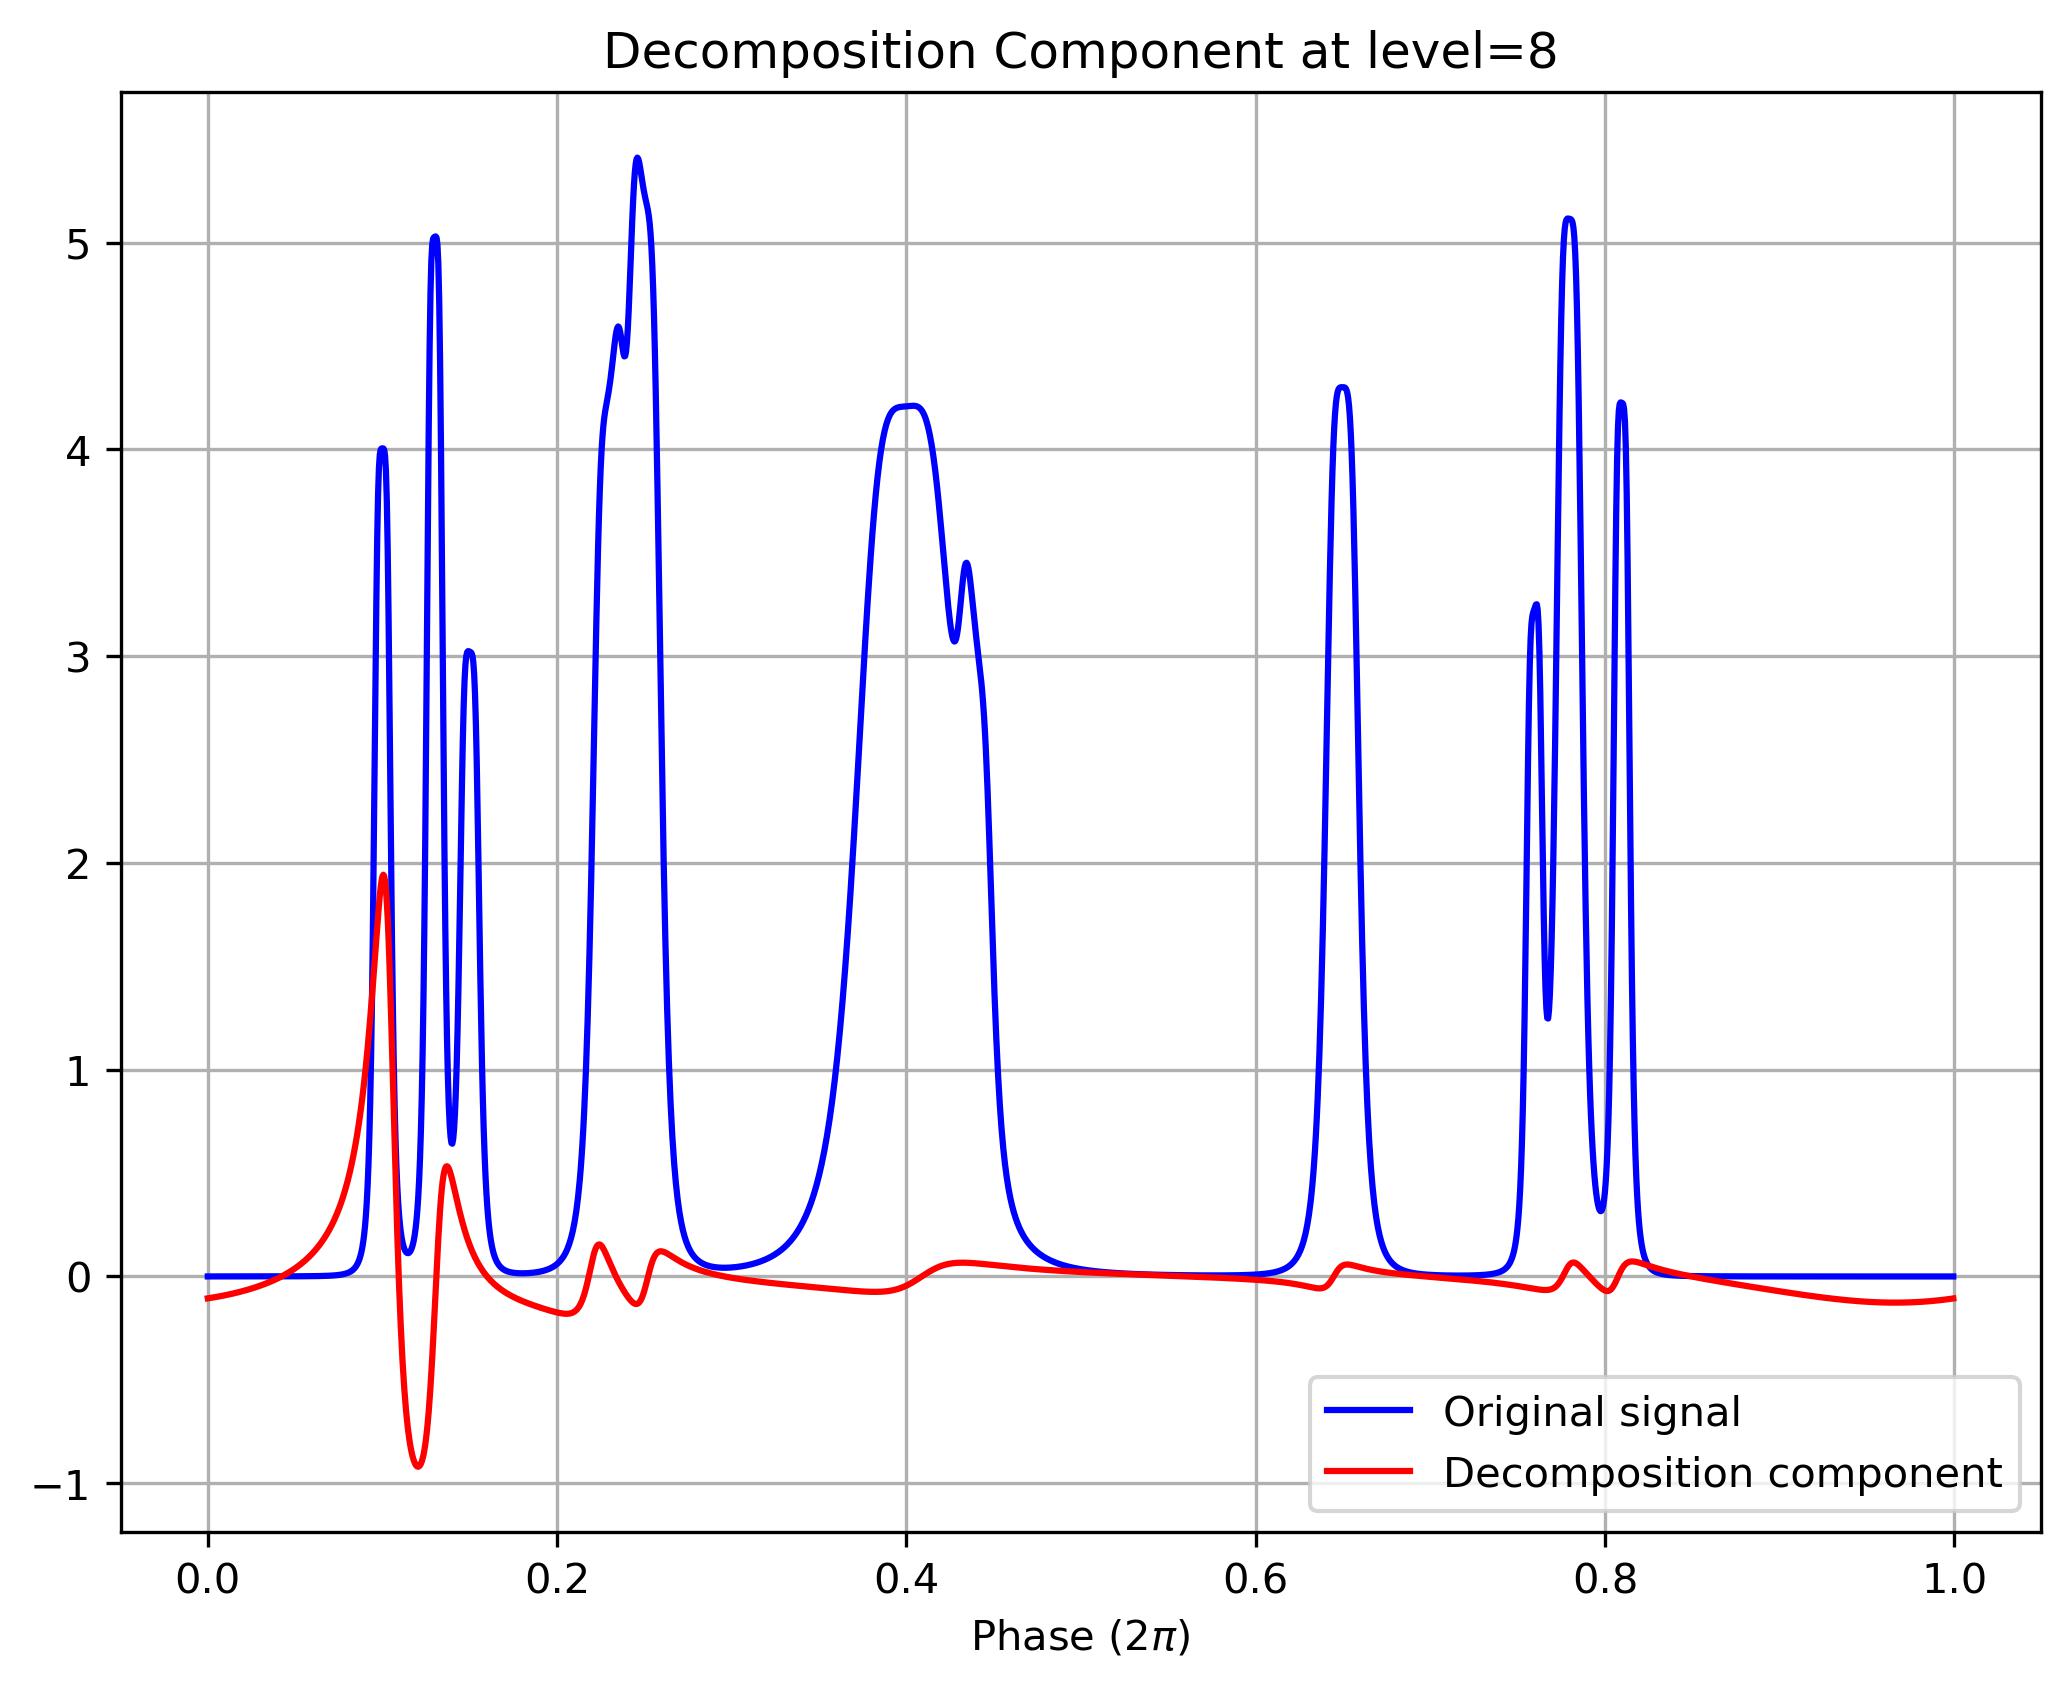 Decomposition Component at level=8
5
4
3
2
1
0
−1
0.0 0.2 0.4 0.6 0.8 1.0
Phase (2π)
Original signal
Decomposition component